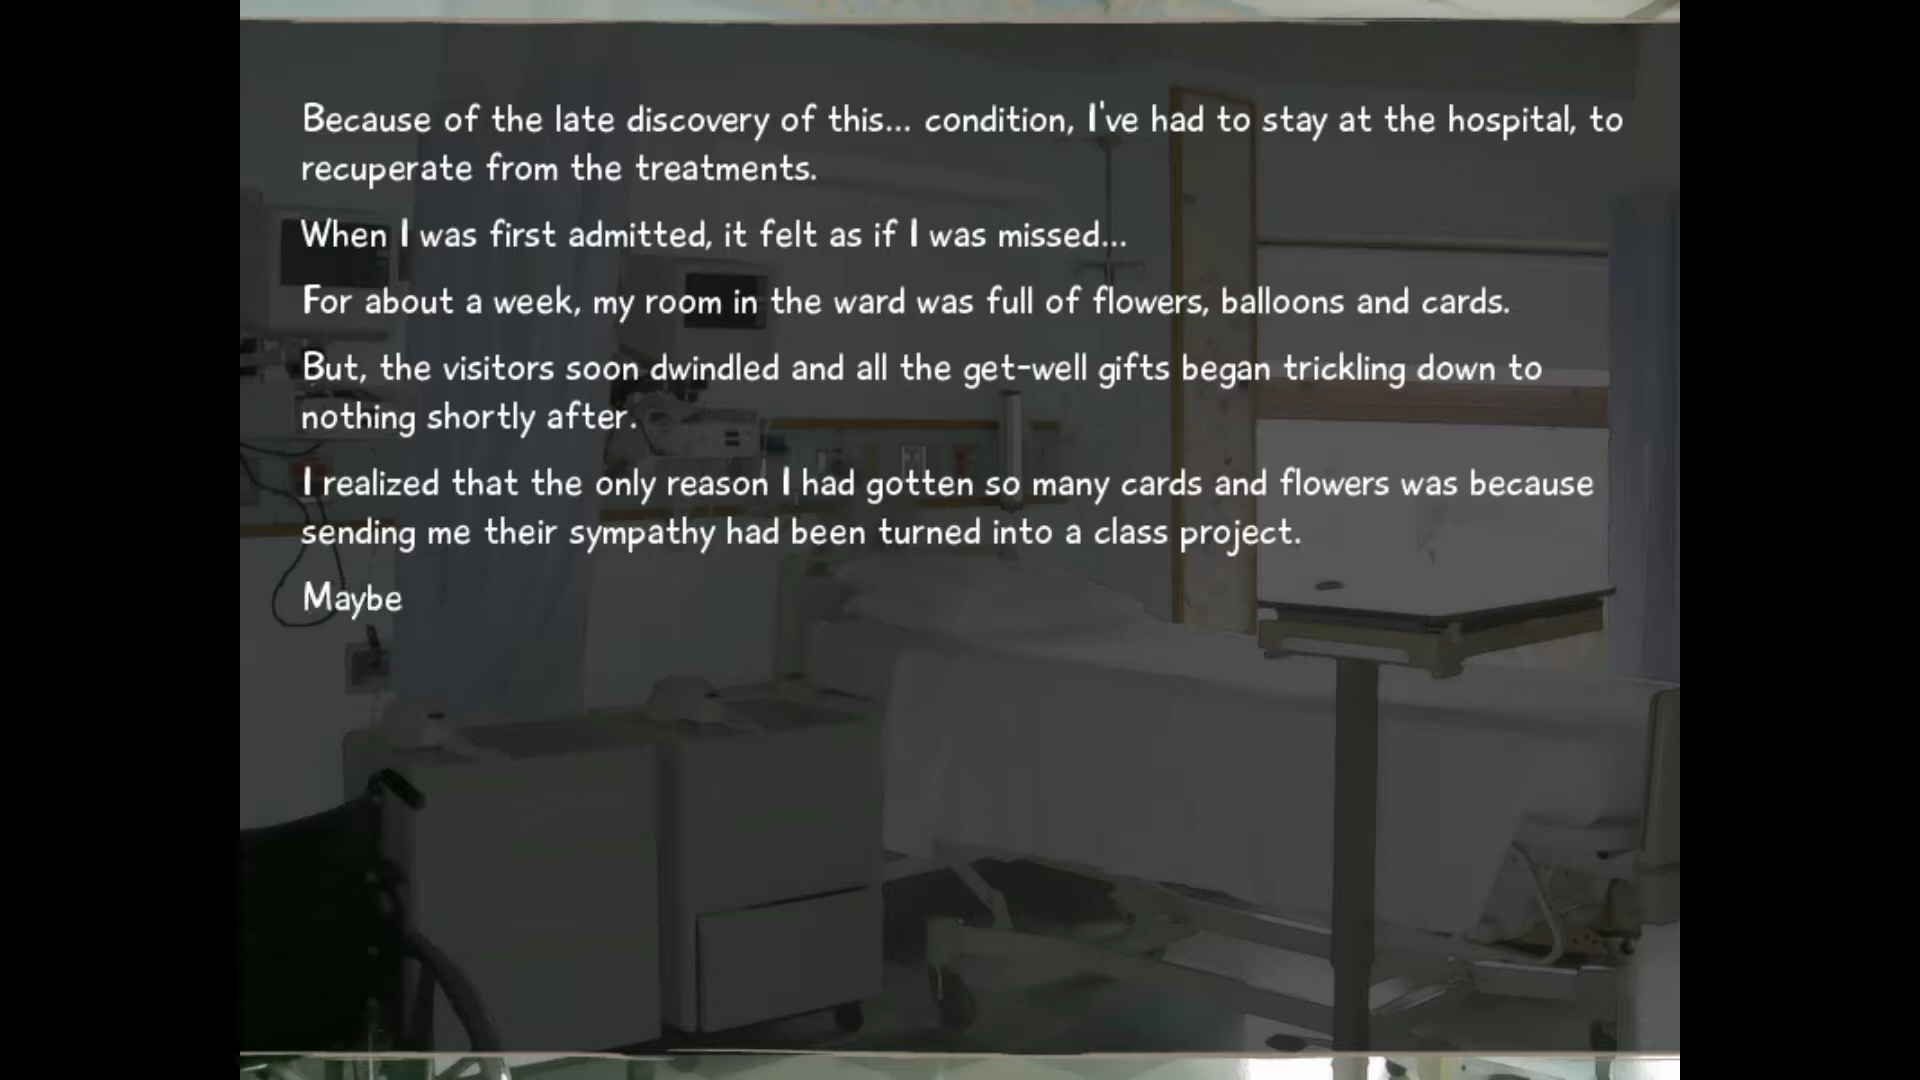 Because of the late discovery of this... condition, I've had to stay at the hospital, to
recuperate from the treatments.
When I was first admitted, it felt as if I was missed...
For about a week, my room in the ward was full of flowers, balloons and cards.
But, the visitors soon dwindled and all the get-well gifts began trickling down to
nothing shortly after.
I realized that the only reason I had gotten so many cards and flowers was because
sending me their sympathy had been turned into a class project.
Maybe